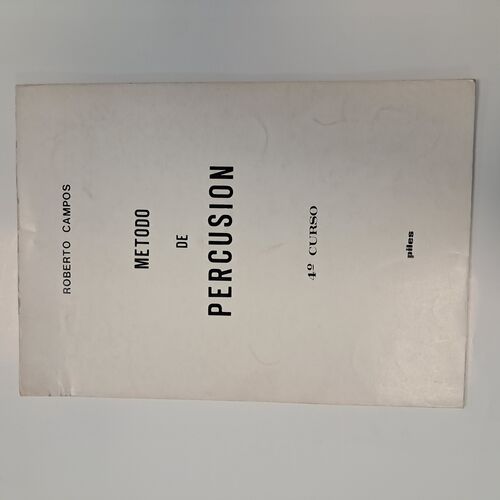 ROBERTO CAMPOS
METODO
DE
PERCUSION
4º CURSO
piles